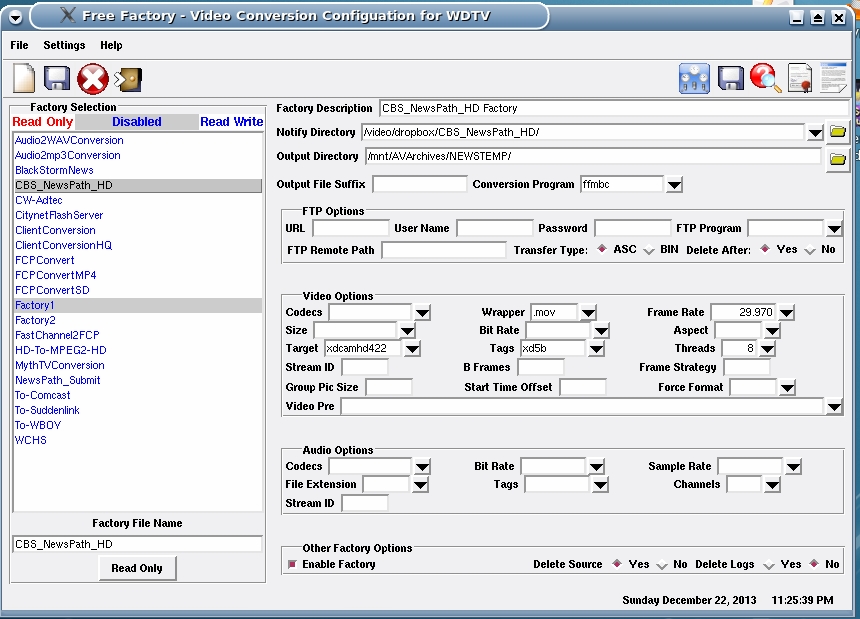 Free Factory - Video Conversion Configuation for WDTV
File Settings Help
Factory Selection
Read Only Disabled Read Write
Audio2WAVConversion
Audio2mp3Conversion
BlackStormNews
CBS_NewsPath_HD
CW-Adtec
CitynetFlashServer
ClientConversion
ClientConversionHQ
FCPConvert
FCPConvertMP4
FCPConvertSD
Factory1
Factory2
FastChannel2FCP
HD-To-MPEG2-HD
MythTVConversion
NewsPath_Submit
To-Comcast
To-Suddenlink
To-WBOY
WCHS
Factory File Name
CBS_NewsPath_HD
Read Only
Factory Description CBS_NewsPath_HD Factory
Notify Directory /video/dropbox/CBS_NewsPath_HD/
Output Directory /mnt/AVArchives/NEWSTEMP/
Output File Suffix Conversion Program ffmbc
FTP Options
URL User Name Password FTP Program
FTP Remote Path Transfer Type: ASC BIN Delete After: Yes No
Video Options
Codecs Wrapper .mov Frame Rate 29.970
Size Bit Rate Aspect
Target xdcamhd422 Tags xd5b Threads 8
Stream ID B Frames Frame Strategy
Group Pic Size Start Time Offset Force Format
Video Pre
Audio Options
Codecs Bit Rate Sample Rate
File Extension Tags Channels
Stream ID
Other Factory Options
Enable Factory Delete Source Yes No Delete Logs Yes No
Sunday December 22, 2013 11:25:39 PM